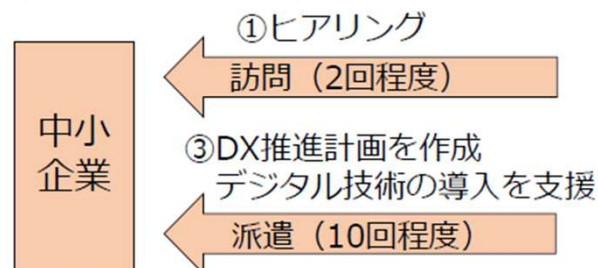 ①ヒアリング
訪問（2回程度）
中小
企業
③DX推進計画を作成
デジタル技術の導入を支援
派遣（10回程度）